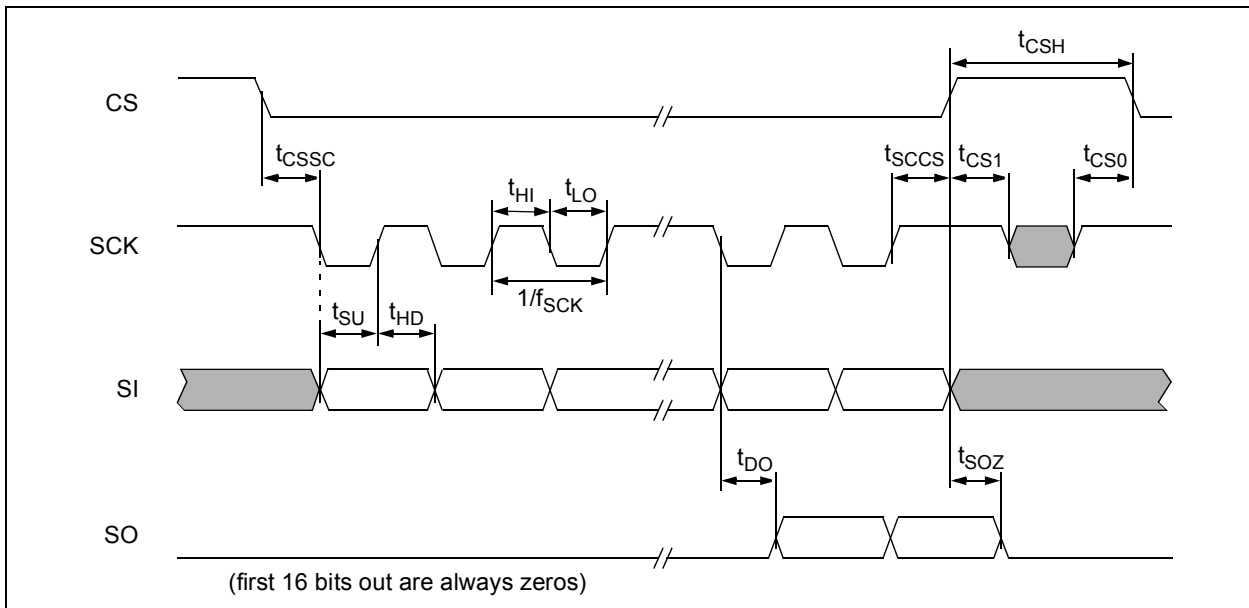 tCSH
CS
tCSSC
tSCCS
tCS1
tCS0
tHI
tLO
SCK
1/fSCK
tSU
tHD
SI
tDO
tSOZ
SO
(first 16 bits out are always zeros)